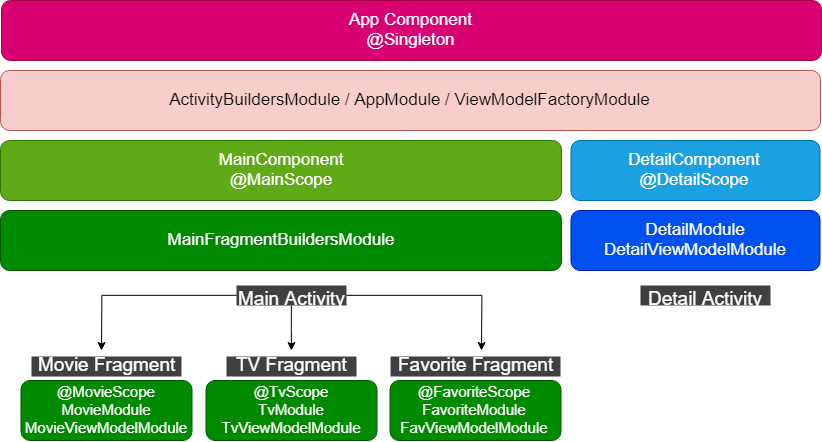 App Component
@Singleton
ActivityBuildersModule / AppModule / ViewModelFactoryModule
MainComponent
@MainScope
DetailComponent
@DetailScope
MainFragmentBuildersModule
DetailModule
DetailViewModelModule
Main Activity
Detail Activity
Movie Fragment
TV Fragment
Favorite Fragment
@MovieScope
MovieModule
MovieViewModelModule
@TvScope
TvModule
TvViewModelModule
@FavoriteScope
FavoriteModule
FavViewModelModule